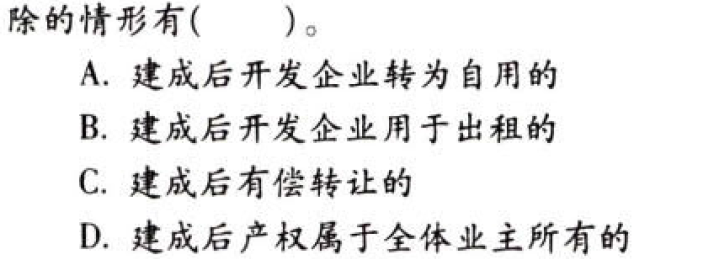 除的情形有(　　)。
A. 建成后开发企业转为自用的
B. 建成后开发企业用于出租的
C. 建成后有偿转让的
D. 建成后产权属于全体业主所有的